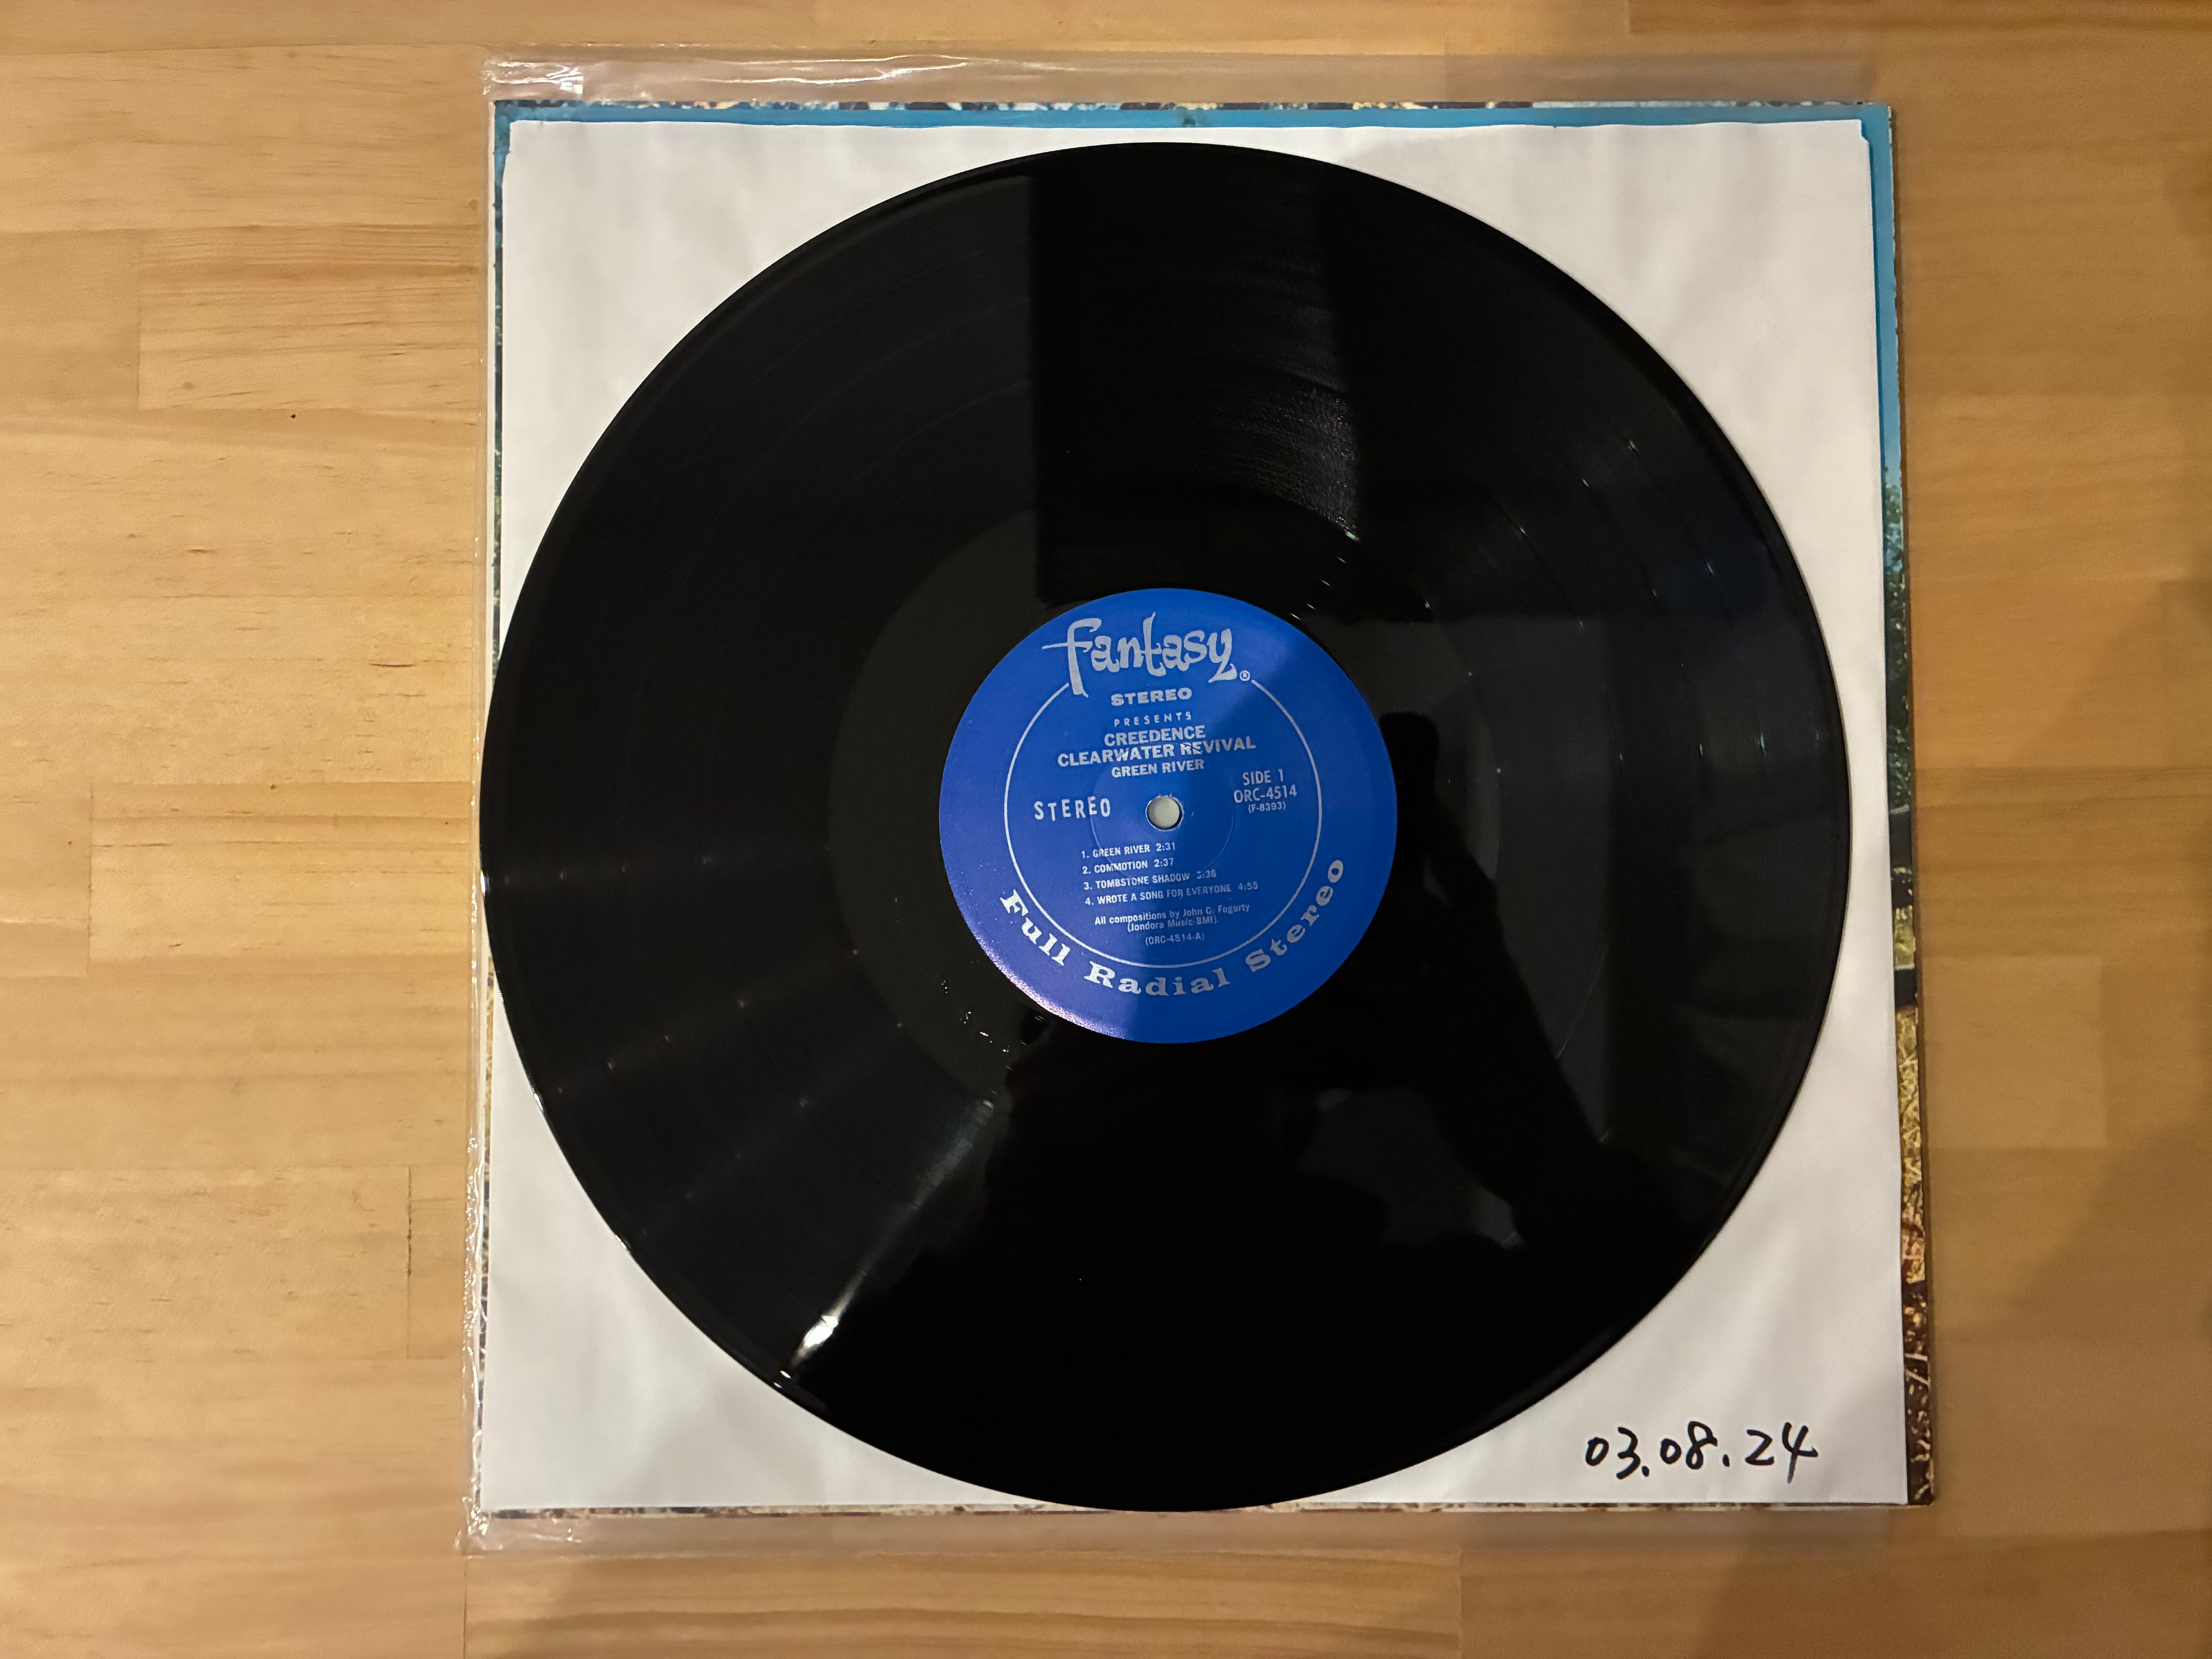 fantasy®
STEREO
PRESENTS
CREEDENCE
CLEARWATER REVIVAL
GREEN RIVER
STEREO
SIDE 1
ORC-4514
(F-8393)
1. GREEN RIVER 2:31
2. COMMOTION 2:37
3. TOMBSTONE SHADOW 3:36
4. WROTE A SONG FOR EVERYONE 4:55
All compositions by John C. Fogerty
(Jondora Music-BMI).
(ORC-4514-A)
Full Radial Stereo
03.08.24